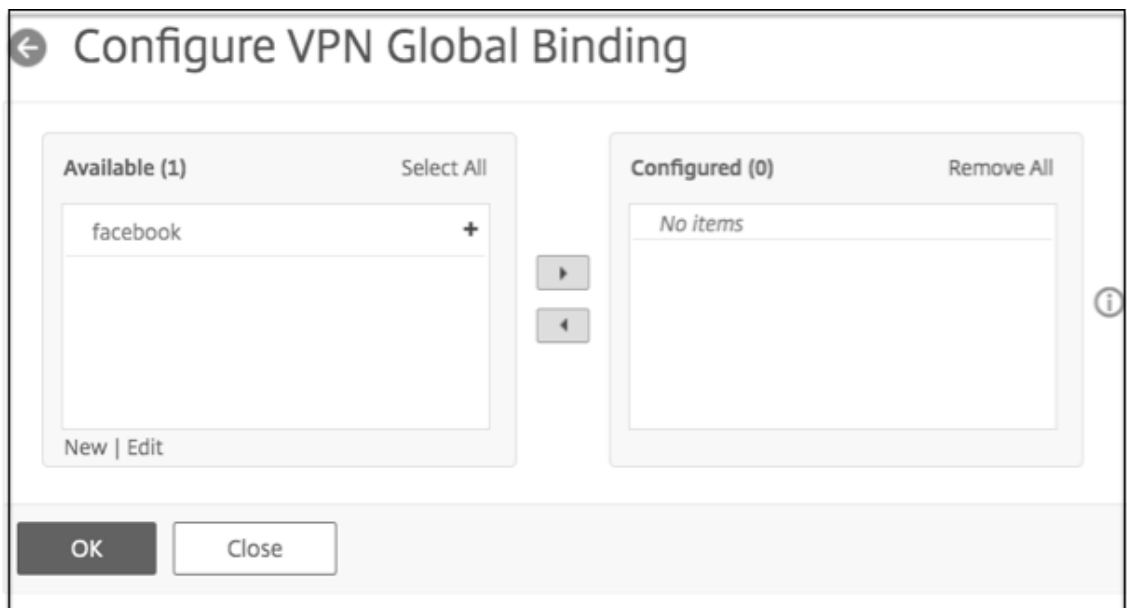 Configure VPN Global Binding
Available (1) Select All
facebook +
New | Edit
Configured (0) Remove All
No items
OK Close